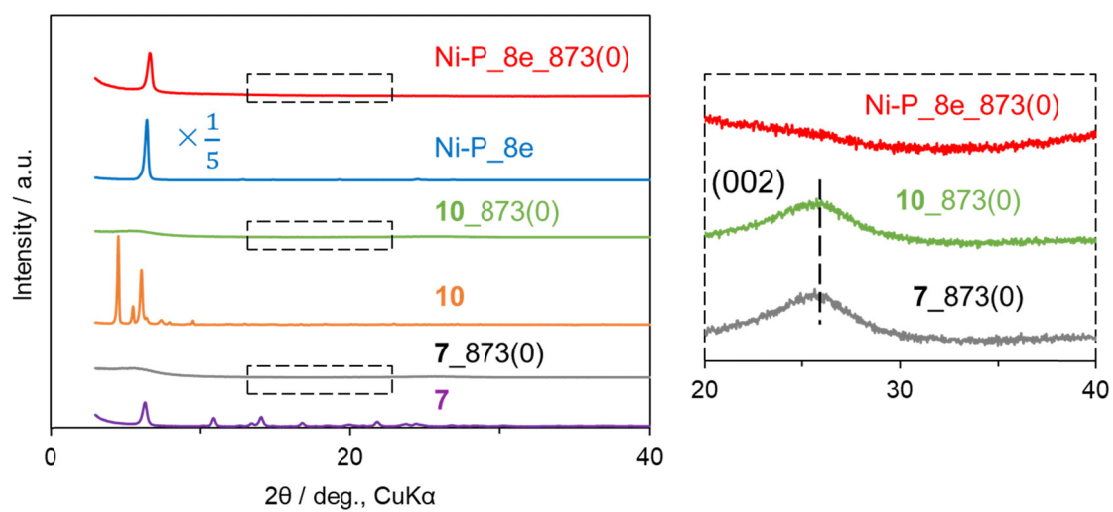 Ni-P_8e_873(0)
× 1/5
Ni-P_8e
10_873(0)
10
7_873(0)
7
Intensity / a.u.
0
20
40
2θ / deg., CuKα
Ni-P_8e_873(0)
(002)
10_873(0)
7_873(0)
20
30
40